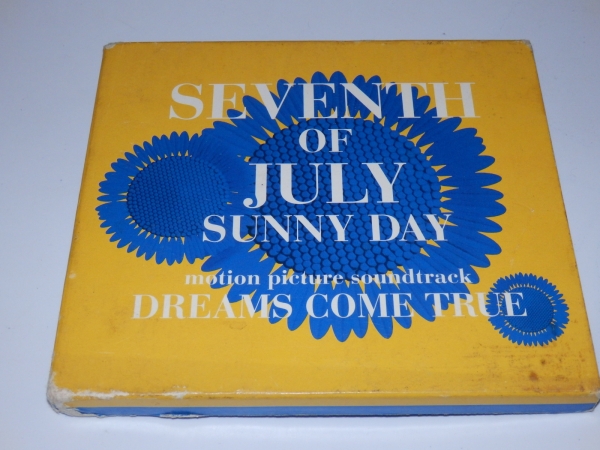 SEVENTH
OF
JULY
SUNNY DAY
motion picture soundtrack
DREAMS COME TRUE